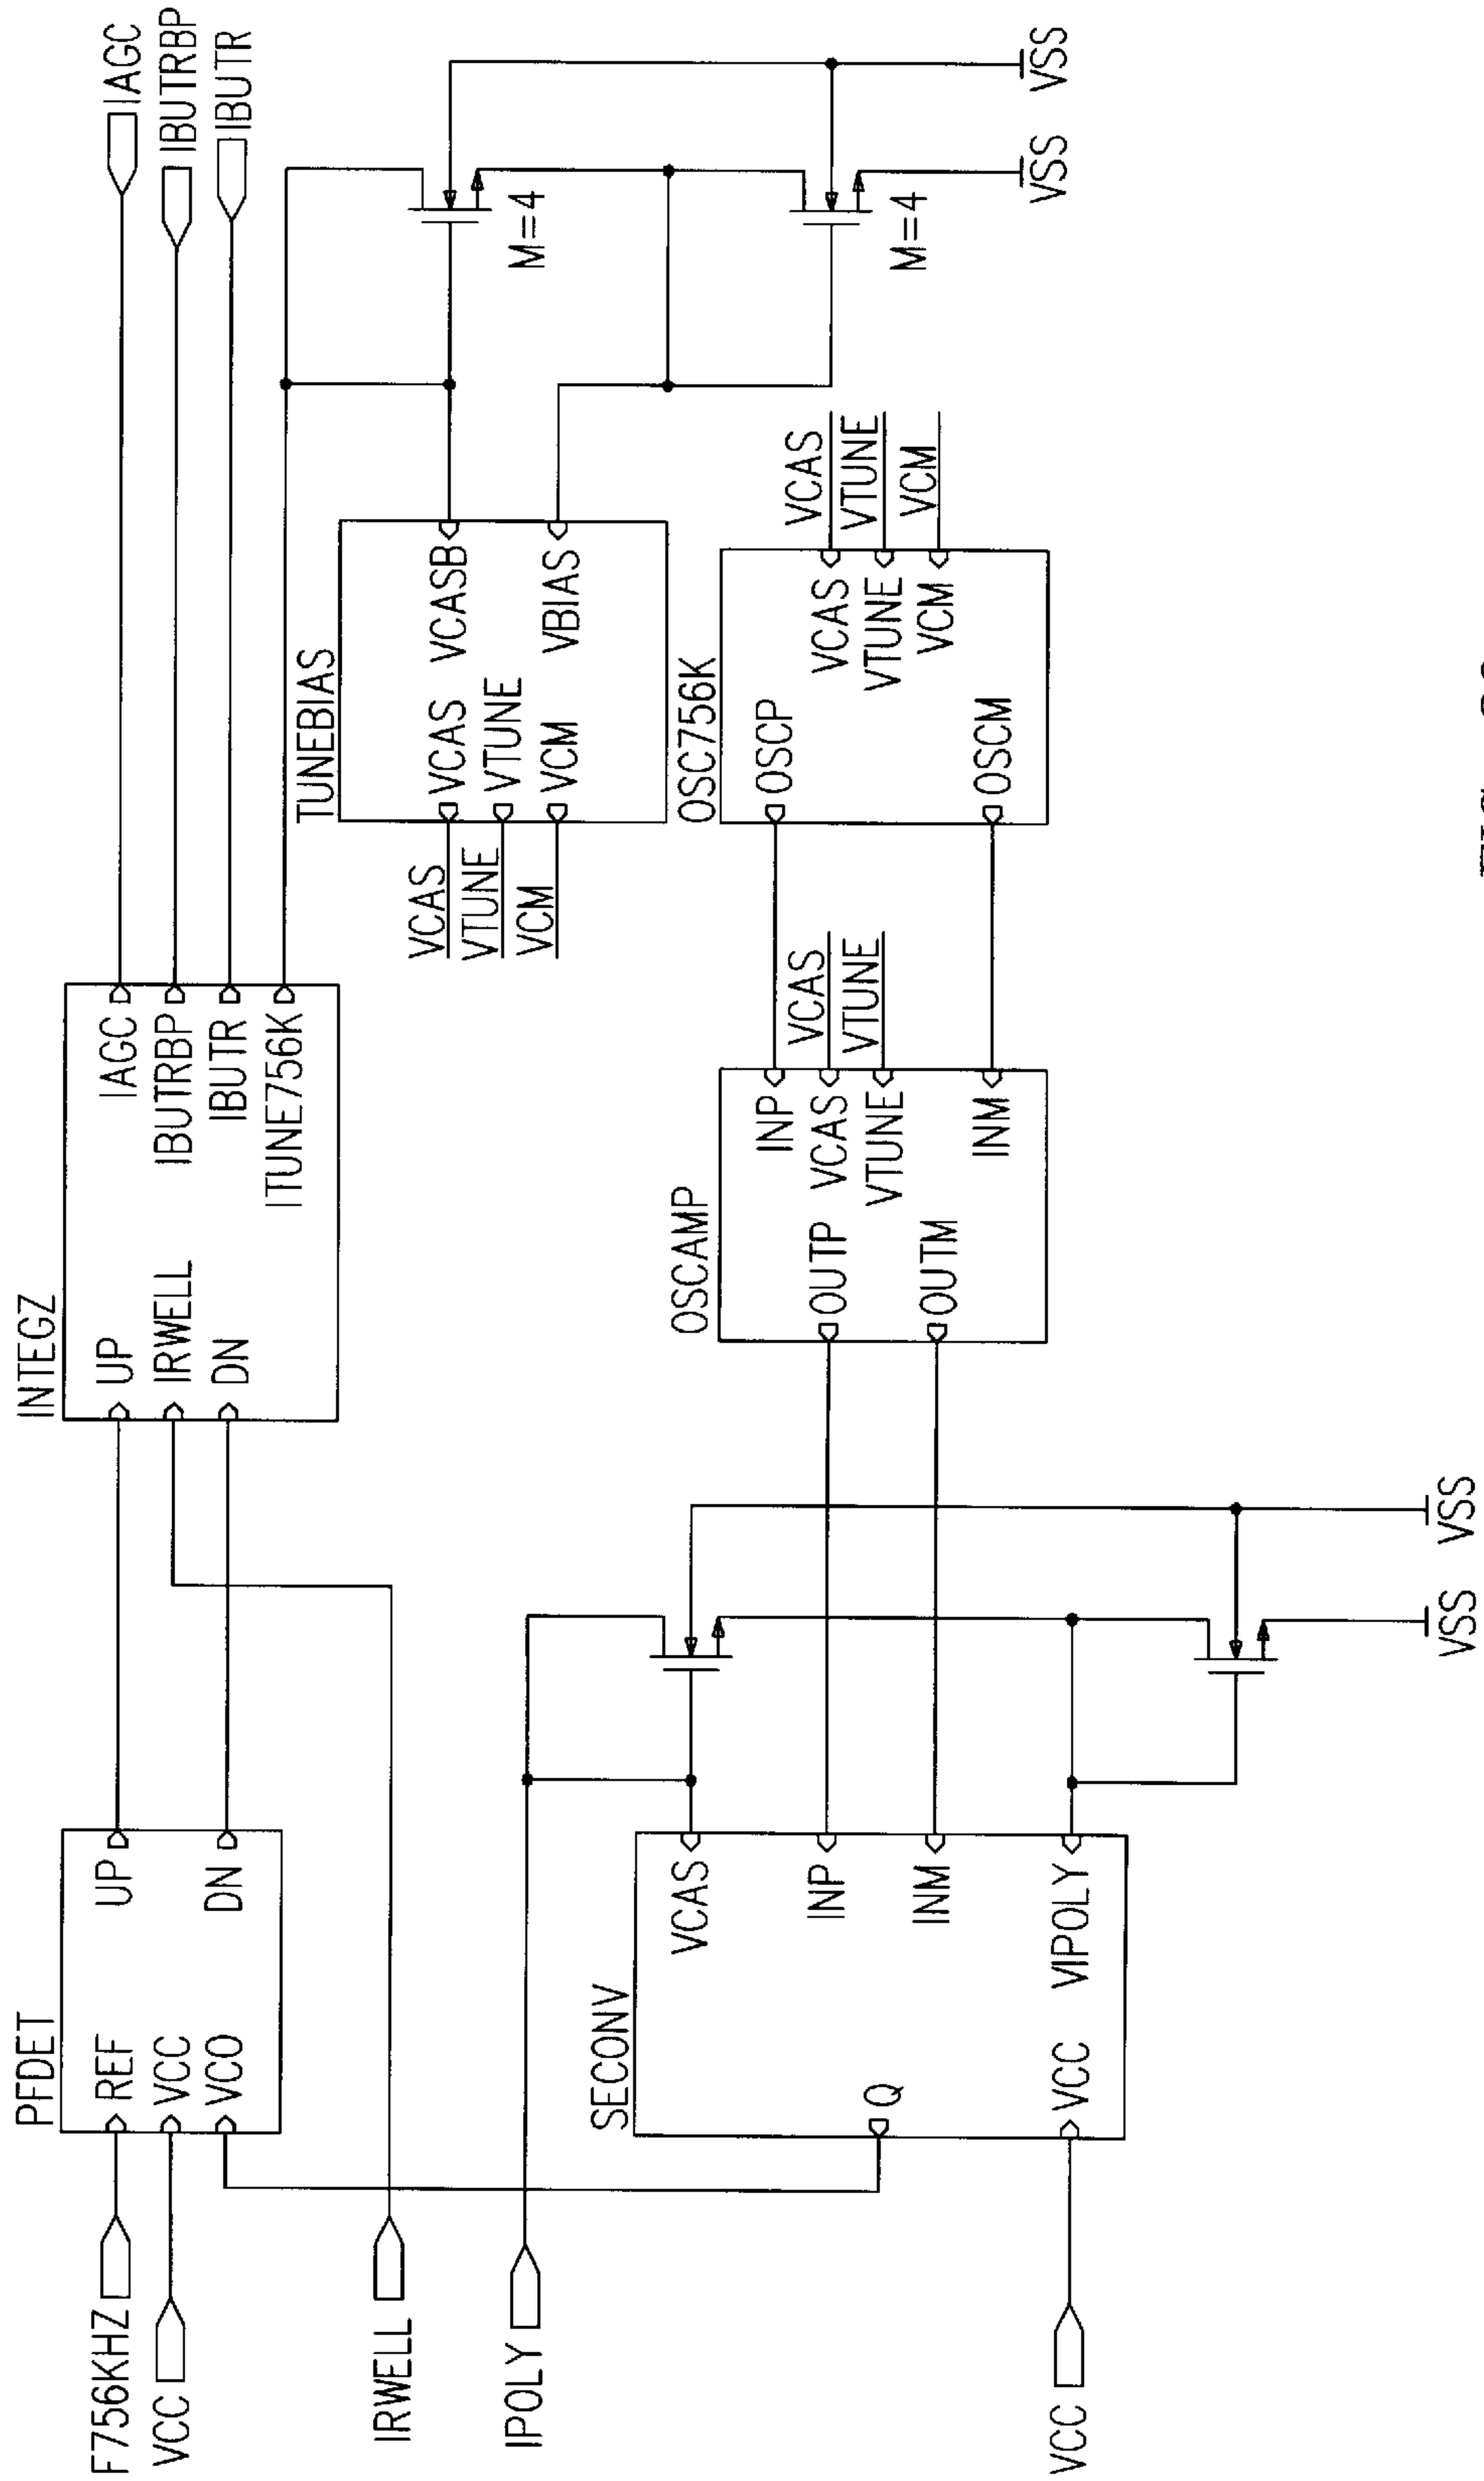 PFDET
REF
VCC
VCO
UP
DN
F756KHZ
VCC
INTEGZ
UP
IRWELL
DN
IAGC
IBUTRBP
IBUTR
ITUNE756K
IAGC
IBUTRBP
IBUTR
IRWELL
IPOLY
TUNEBIAS
VCAS
VTUNE
VCM
VCAS
VTUNE
VCM
VCASB
VBIAS
M=4
M=4
VSS
VSS
SECONV
Q
VCC
VCAS
INP
INM
VIPOLY
VCC
VSS
VSS
OSCAMP
OUTP
OUTM
INP
VCAS
VTUNE
INM
VCAS
VTUNE
OSC756K
OSCP
OSCM
VCAS
VTUNE
VCM
VCAS
VTUNE
VCM